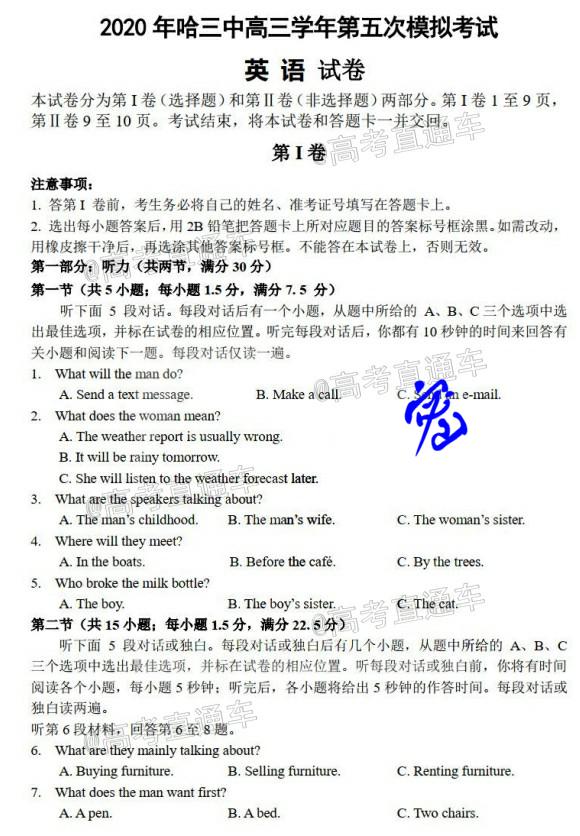 2020 年哈三中高三学年第五次模拟考试
英 语 试卷
本试卷分为第Ⅰ卷(选择题)和第Ⅱ卷(非选择题)两部分。第Ⅰ卷 1 至 9 页,
第Ⅱ卷 9 至 10 页。考试结束,将本试卷和答题卡一并交回。
第Ⅰ卷
@高考直通车
注意事项:
1. 答第Ⅰ 卷前,考生务必将自己的姓名、准考证号填写在答题卡上。
2. 选出每小题答案后,用 2B 铅笔把答题卡上所对应题目的答案标号框涂黑。如需改动,
用橡皮擦干净后,再选涂其他答案标号框。不能答在本试卷上,否则无效。
@高考直通车
第一部分:听力(共两节,满分 30 分)
第一节(共 5 小题;每小题 1.5 分,满分 7.5 分)
听下面 5 段对话。每段对话后有一个小题,从题中所给的 A、B、C 三个选项中选
出最佳选项,并标在试卷的相应位置。听完每段对话后,你都有 10 秒钟的时间来回答有
关小题和阅读下一题。每段对话仅读一遍。
@高考直通车
1. What will the man do?
A. Send a text message. B. Make a call. C. an e-mail.
2. What does the woman mean?
A. The weather report is usually wrong.
B. It will be rainy tomorrow.
C. She will listen to the weather forecast later.
@高考直通车
3. What are the speakers talking about?
A. The man's childhood. B. The man's wife. C. The woman's sister.
4. Where will they meet?
A. In the boats. B. Before the café. C. By the trees.
5. Who broke the milk bottle?
A. The boy. B. The boy's sister. C. The cat.
@高考直通车
第二节(共 15 小题;每小题 1.5 分,满分 22.5 分)
听下面 5 段对话或独白。每段对话或独白后有几个小题,从题中所给的 A、B、C
三个选项中选出最佳选项,并标在试卷的相应位置。听每段对话或独白前,你将有时间
阅读各个小题,每小题 5 秒钟;听完后,各小题将给出 5 秒钟的作答时间。每段对话或
独白读两遍。
听第 6 段材料,回答第 6 至 8 题。
@高考直通车
6. What are they mainly talking about?
A. Buying furniture. B. Selling furniture. C. Renting furniture.
7. What does the man want first?
A. A pen. B. A bed. C. Two chairs.